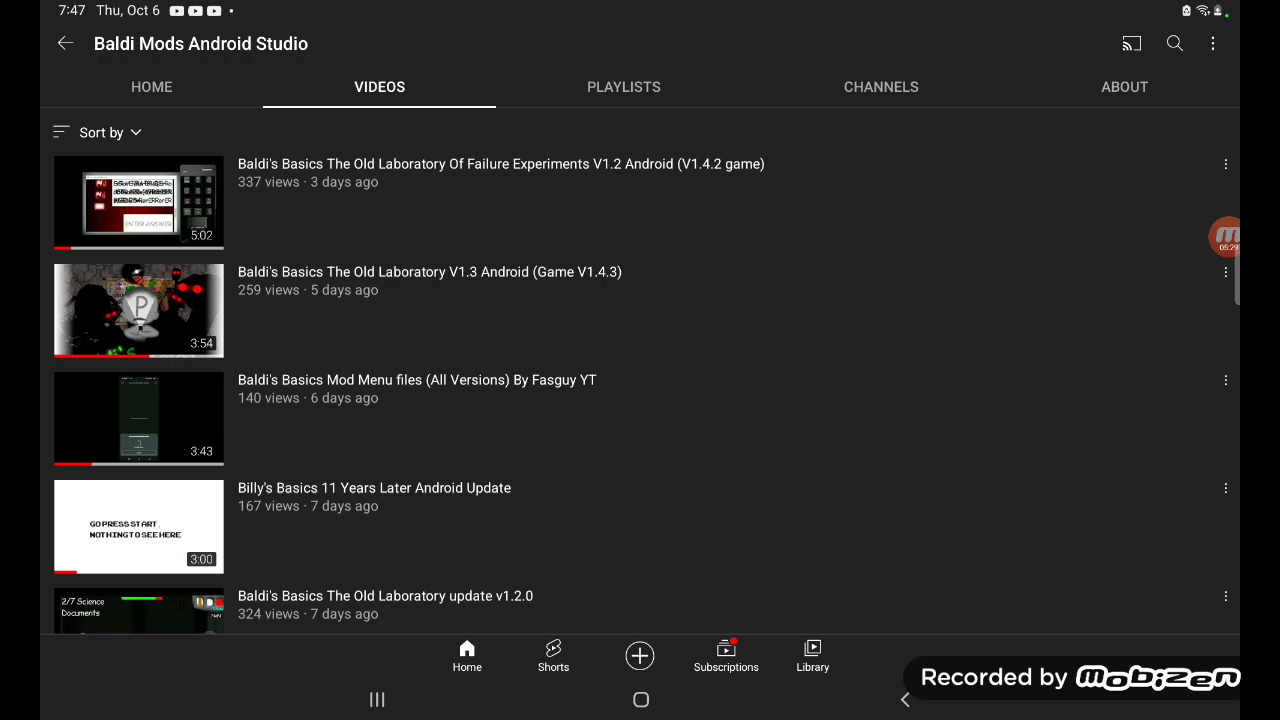 7:47 Thu, Oct 6
Baldi Mods Android Studio
HOME
VIDEOS
PLAYLISTS
CHANNELS
ABOUT
Sort by
Baldi's Basics The Old Laboratory Of Failure Experiments V1.2 Android (V1.4.2 game)
337 views · 3 days ago
ENTER ANSWER
5:02
05:29
Baldi's Basics The Old Laboratory V1.3 Android (Game V1.4.3)
259 views · 5 days ago
P
3:54
Baldi's Basics Mod Menu files (All Versions) By Fasguy YT
140 views · 6 days ago
3:43
Billy's Basics 11 Years Later Android Update
167 views · 7 days ago
GO PRESS START.
NOTHING TO SEE HERE
3:00
Baldi's Basics The Old Laboratory update v1.2.0
324 views · 7 days ago
2/7 Science
Documents
Home
Shorts
Subscriptions
Library
Recorded by mobizen